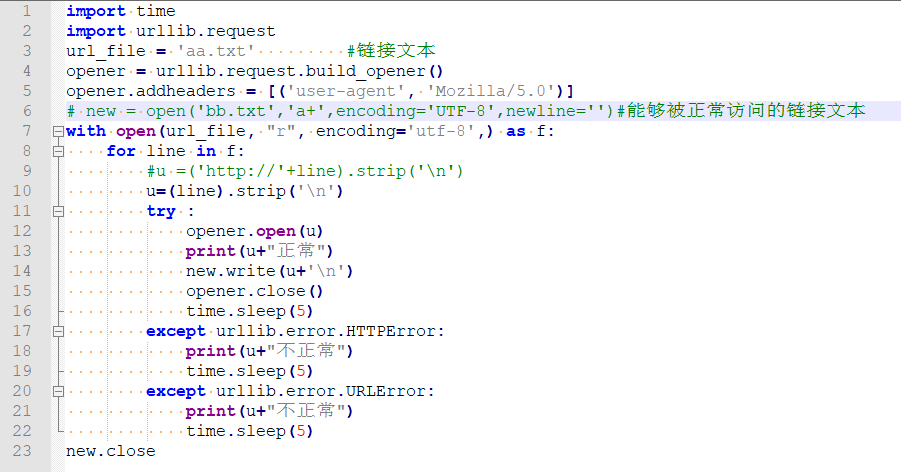 1 import time
2 import urllib.request
3 url_file = 'aa.txt'         #链接文本
4 opener = urllib.request.build_opener()
5 opener.addheaders = [('user-agent', 'Mozilla/5.0')]
6 # new = open('bb.txt','a+',encoding='UTF-8',newline='')#能够被正常访问的链接文本
7 with open(url_file, "r", encoding='utf-8',) as f:
8     for line in f:
9         #u =('http://'+line).strip('\n')
10         u=(line).strip('\n')
11         try :
12             opener.open(u)
13             print(u+"正常")
14             new.write(u+'\n')
15             opener.close()
16             time.sleep(5)
17         except urllib.error.HTTPError:
18             print(u+"不正常")
19             time.sleep(5)
20         except urllib.error.URLError:
21             print(u+"不正常")
22             time.sleep(5)
23 new.close